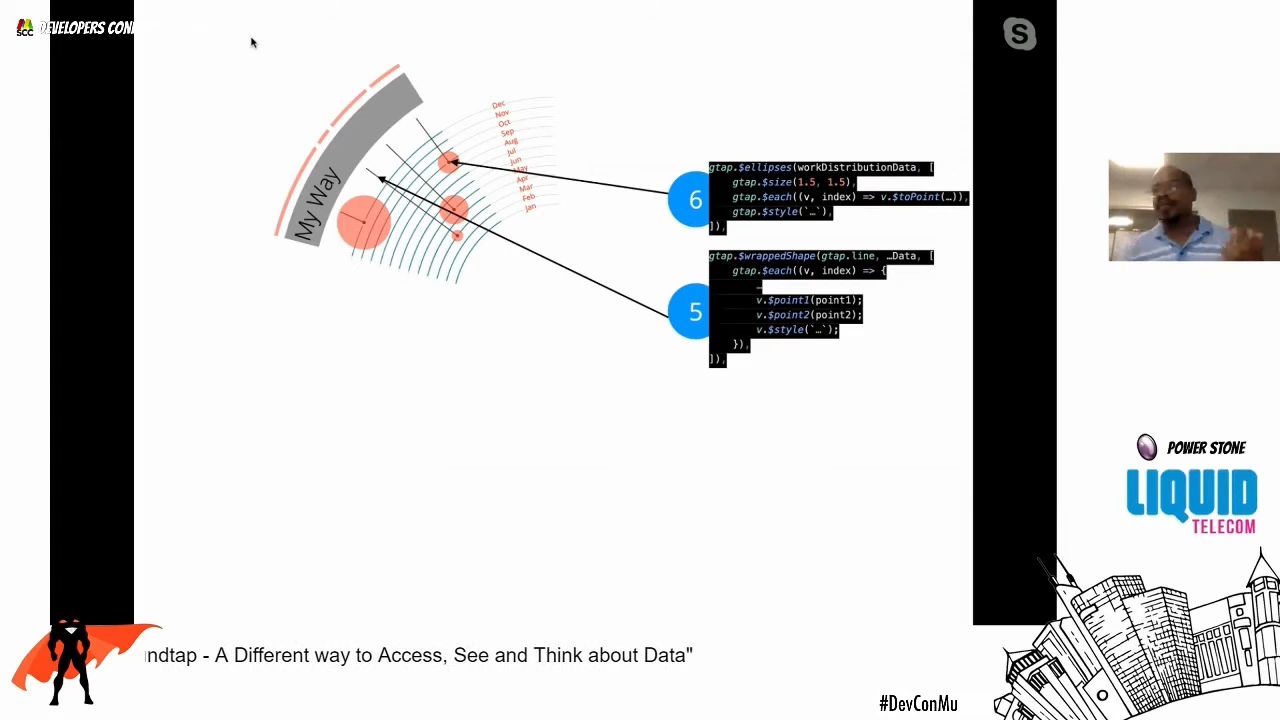 SCC
DEVELOPERS CON
My Way
Dec
Nov
Oct
Sep
Aug
Jul
Jun
May
Apr
Mar
Feb
Jan
6
gtap.$ellipses(workDistributionData, [
gtap.$size(1.5, 1.5),
gtap.$each((v, index) => v.$toPoint(…)),
gtap.$style(`…`),
]),
5
gtap.$wrappedShape(gtap.line, …Data, [
gtap.$each((v, index) => {
…
v.$point1(point1);
v.$point2(point2);
v.$style(`…`);
}),
]),
S
POWER STONE
LIQUID
TELECOM
ndtap - A Different way to Access, See and Think about Data"
#DevConMu